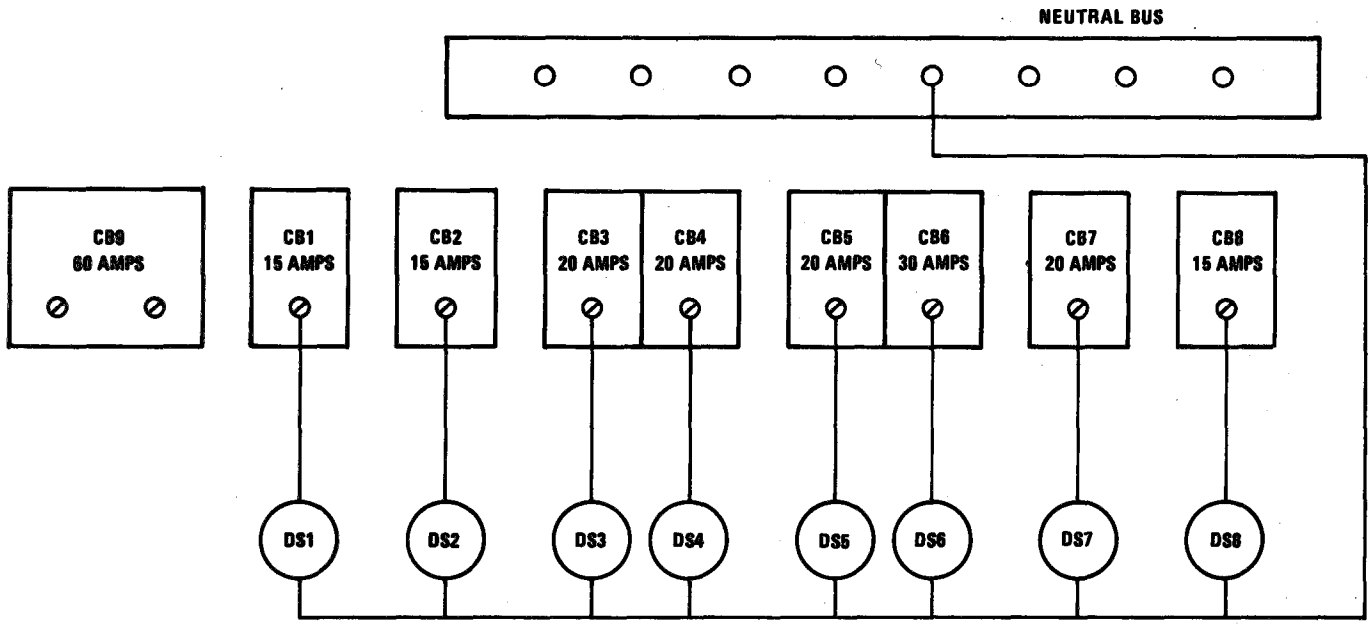 NEUTRAL BUS
CB9
60 AMPS
CB1
15 AMPS
CB2
15 AMPS
CB3
20 AMPS
CB4
20 AMPS
CB5
20 AMPS
CB6
30 AMPS
CB7
20 AMPS
CB8
15 AMPS
DS1
DS2
DS3
DS4
DS5
DS6
DS7
DS8